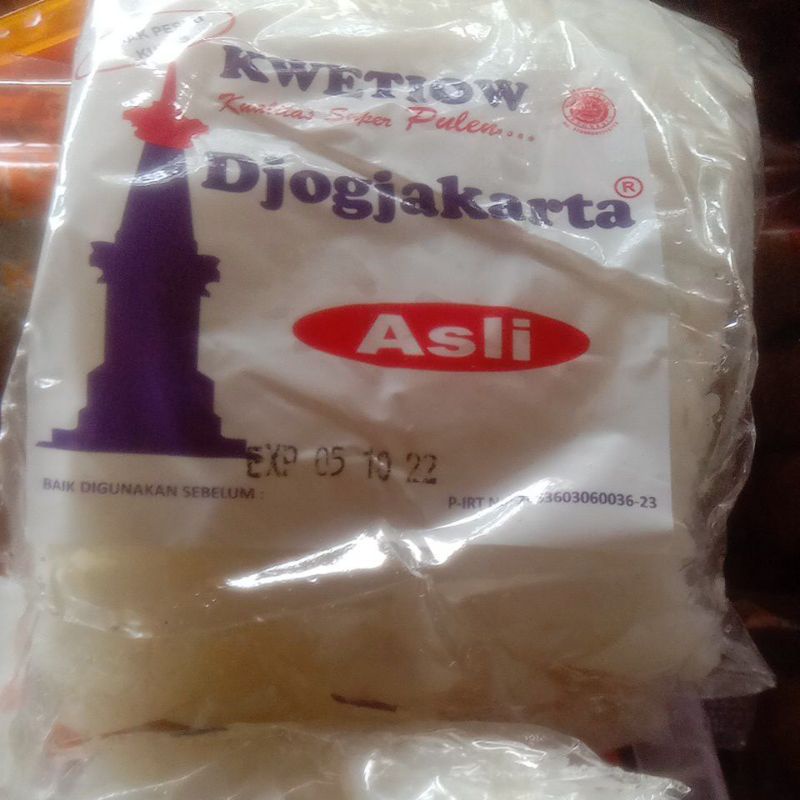 KWETIOW
Kualitas Super Pulen....
Djogjakarta ®
Asli
EXP 05 10 22
BAIK DIGUNAKAN SEBELUM :
P-IRT 3603060036-23